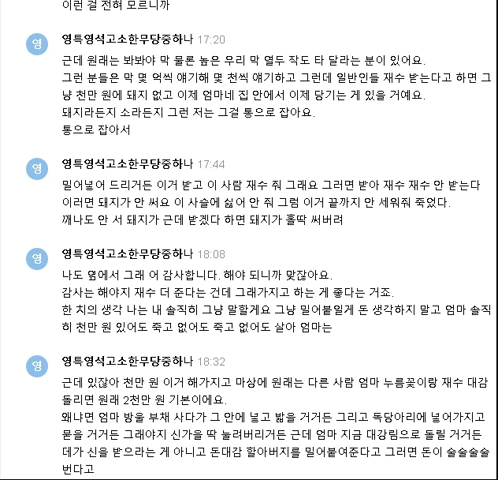 이런 걸 전혀 모르니까
영
영특영석고소한무당중하나 17:20
근데 원래는 봐봐야 막 물론 높은 우리 막 열두 작도 타 달라는 분이 있어요.
그런 분들은 막 몇 억씩 얘기해 몇 천씩 얘기하고 그런데 일반인들 재수 받는다고 하면 그
냥 천만 원에 돼지 없고 이제 엄마네 집 안에서 이제 당기는 게 있을 거예요.
돼지라든지 소라든지 그런 저는 그걸 통으로 잡아요.
통으로 잡아서
영
영특영석고소한무당중하나 17:44
밀어넣어 드리거든 이거 받고 이 사람 재수 줘 그래요 그러면 받아 재수 재수 안 받는다
이러면 돼지가 안 써요 이 사슬에 싫어 안 줘 그럼 이거 끝까지 안 세워줘 죽었다.
깨나도 안 서 돼지가 근데 받겠다 하면 돼지가 홀딱 써버려
영
영특영석고소한무당중하나 18:08
나도 옆에서 그래 어 감사합니다. 해야 되니까 맞잖아요.
감사는 해야지 재수 더 준다는 건데 그래가지고 하는 게 좋다는 거죠.
한 치의 생각 나는 내 솔직히 그냥 말할게요 그냥 밀어붙일게 돈 생각하지 말고 엄마 솔직
히 천만 원 있어도 죽고 없어도 죽고 없어도 살아 엄마는
영
영특영석고소한무당중하나 18:32
근데 있잖아 천만 원 이거 해가지고 마상에 원래는 다른 사람 엄마 누름꽃이랑 재수 대감
돌리면 원래 2천만 원 기본이에요.
왜냐면 엄마 방을 부채 사다가 그 안에 넣고 밟을 거거든 그리고 독당아리에 넣어가지고
묻을 거거든 그래야지 신가을 딱 눌려버리거든 근데 엄마 지금 대강림으로 돌릴 거거든
데가 신을 받으라는 게 아니고 돈대감 할아버지를 밀어붙여준다고 그러면 돈이 술술술술
번다고